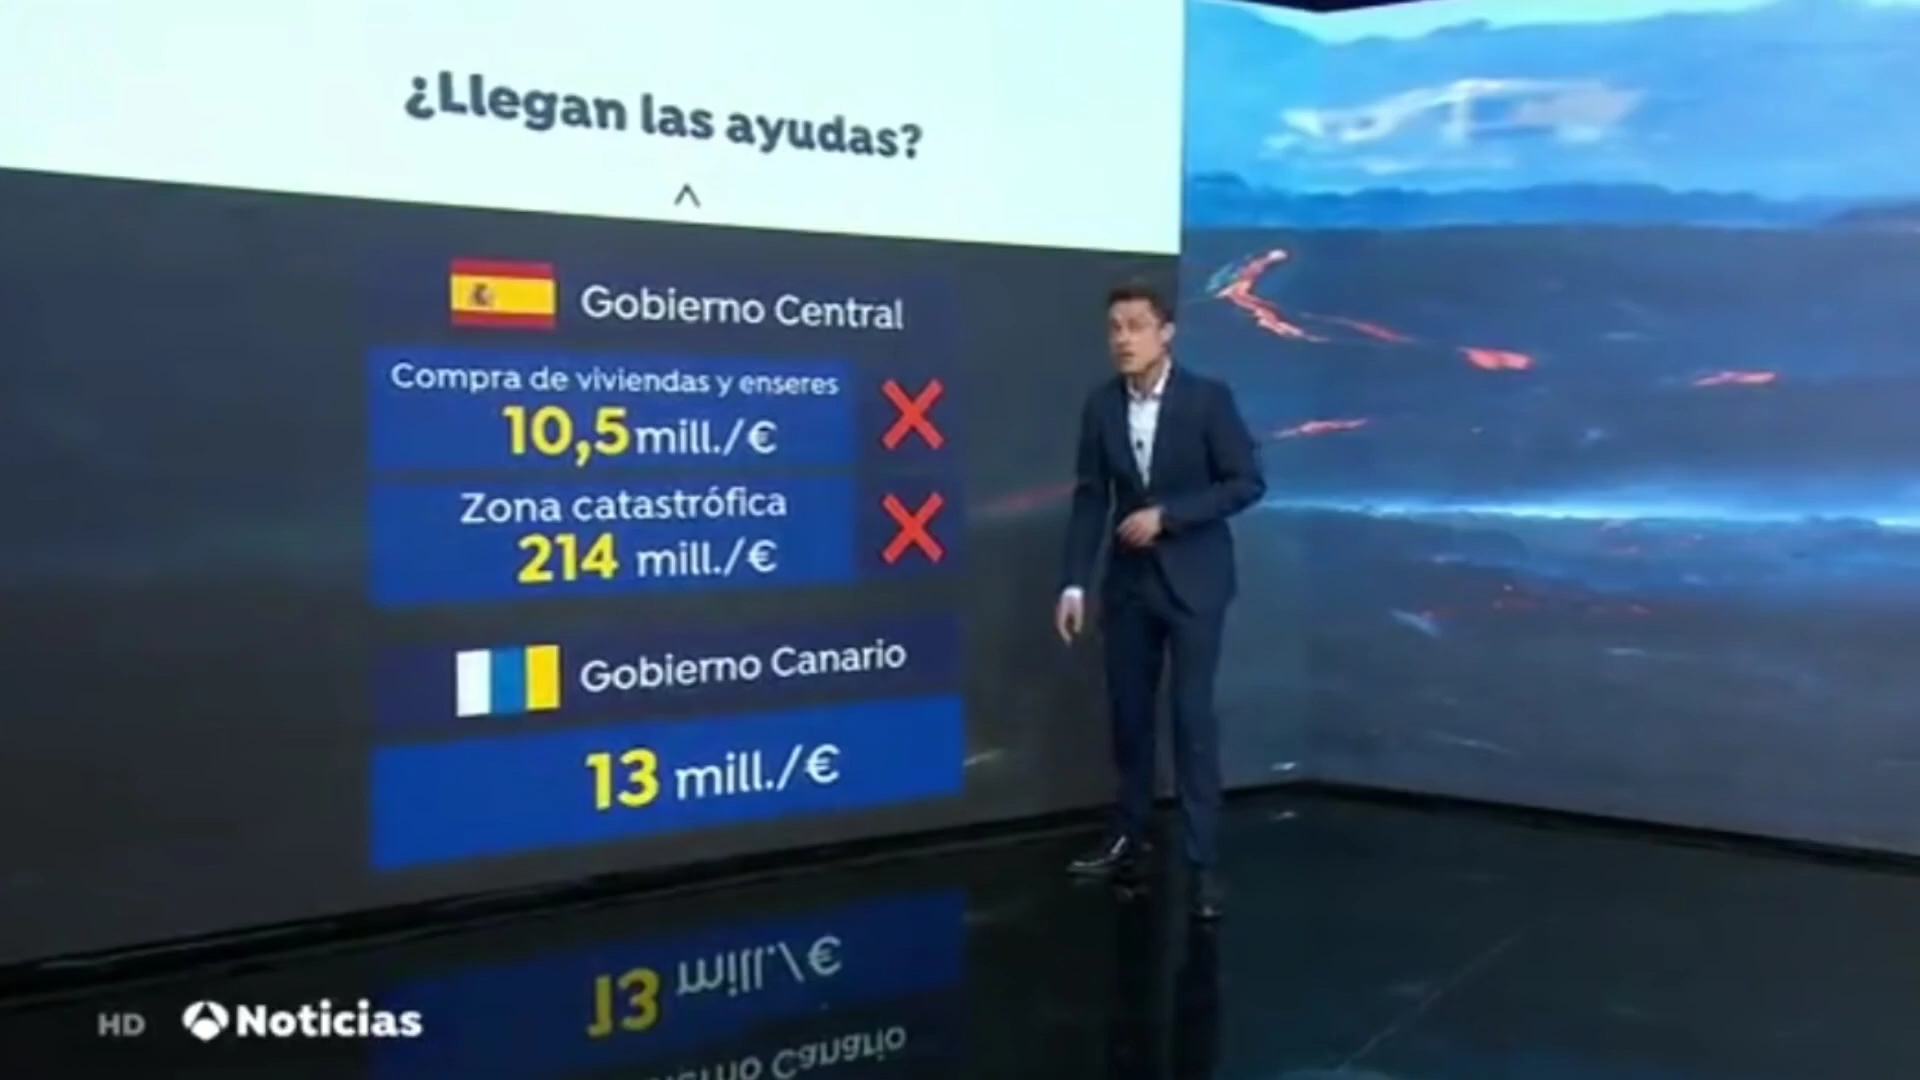 ¿Llegan las ayudas?
Gobierno Central
Compra de viviendas y enseres
10,5 mill./€
Zona catastrófica
214 mill./€
Gobierno Canario
13 mill./€
HD Noticias